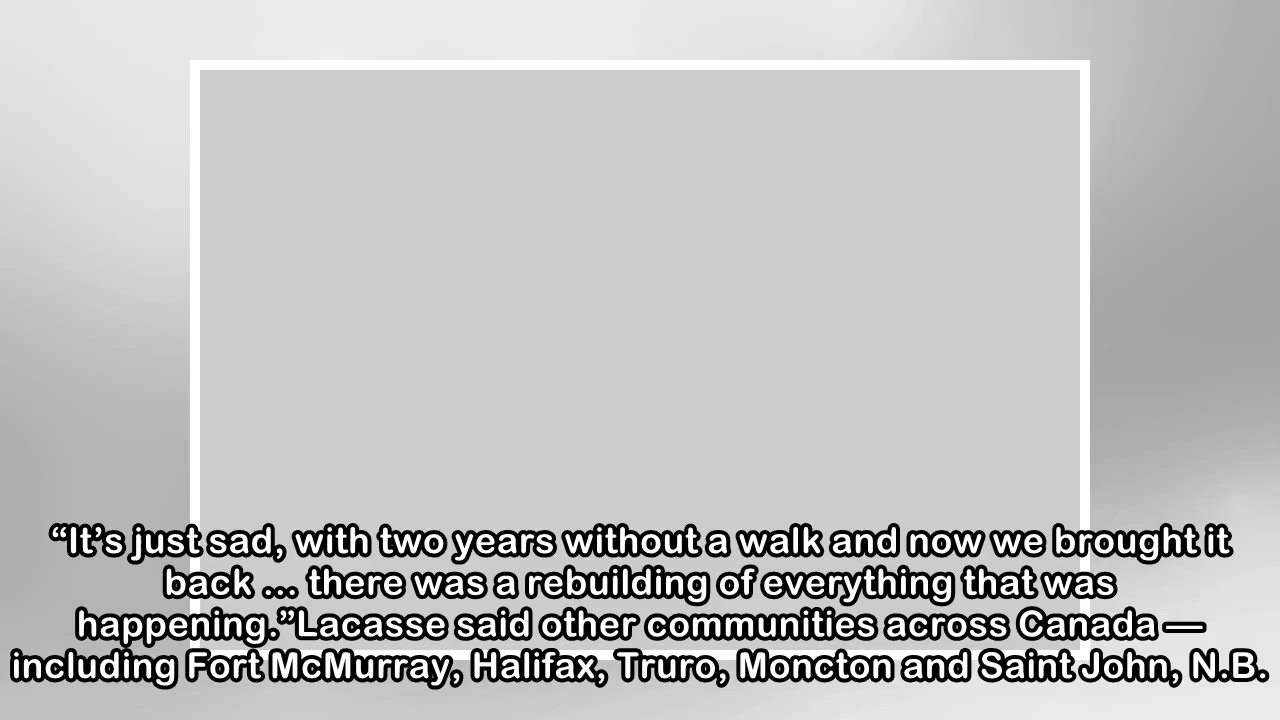 “It’s just sad, with two years without a walk and now we brought it
back ... there was a rebuilding of everything that was
happening.”Lacasse said other communities across Canada —
including Fort McMurray, Halifax, Truro, Moncton and Saint John, N.B.